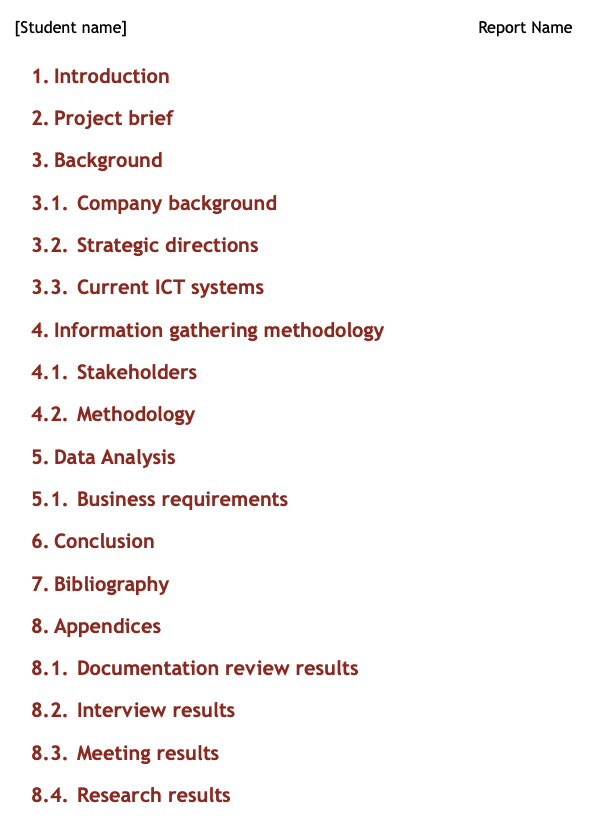 [Student name] Report Name
1. Introduction
2. Project brief
3. Background
3.1. Company background
3.2. Strategic directions
3.3. Current ICT systems
4. Information gathering methodology
4.1. Stakeholders
4.2. Methodology
5. Data Analysis
5.1. Business requirements
6. Conclusion
7. Bibliography
8. Appendices
8.1. Documentation review results
8.2. Interview results
8.3. Meeting results
8.4. Research results